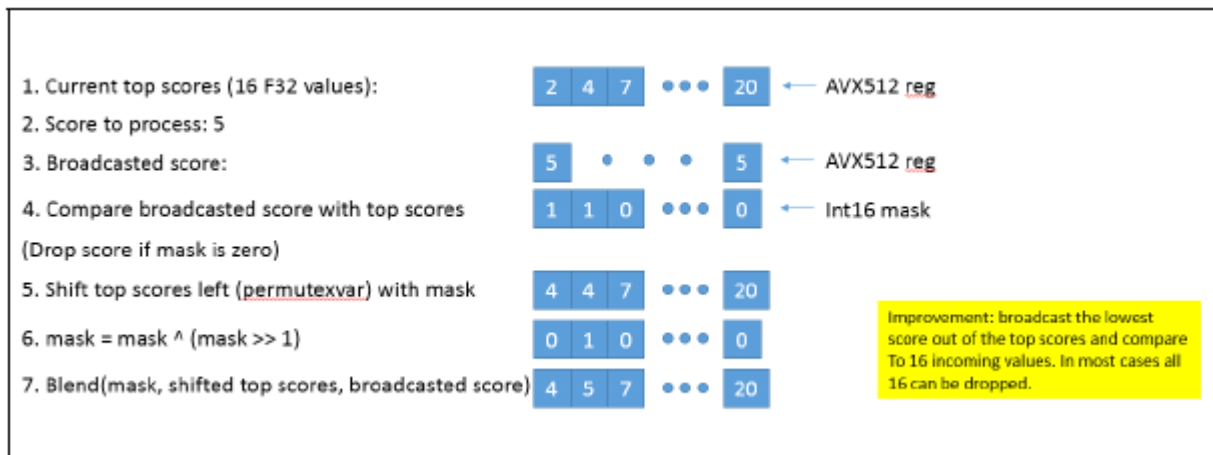 1. Current top scores (16 F32 values): 2 4 7 ••• 20 ← AVX512 reg
2. Score to process: 5
3. Broadcasted score: 5 • • • 5 ← AVX512 reg
4. Compare broadcasted score with top scores 1 1 0 ••• 0 ← Int16 mask
(Drop score if mask is zero)
5. Shift top scores left (permutexvar) with mask 4 4 7 ••• 20
6. mask = mask ^ (mask >> 1) 0 1 0 ••• 0
7. Blend(mask, shifted top scores, broadcasted score) 4 5 7 ••• 20
Improvement: broadcast the lowest
score out of the top scores and compare
To 16 incoming values. In most cases all
16 can be dropped.